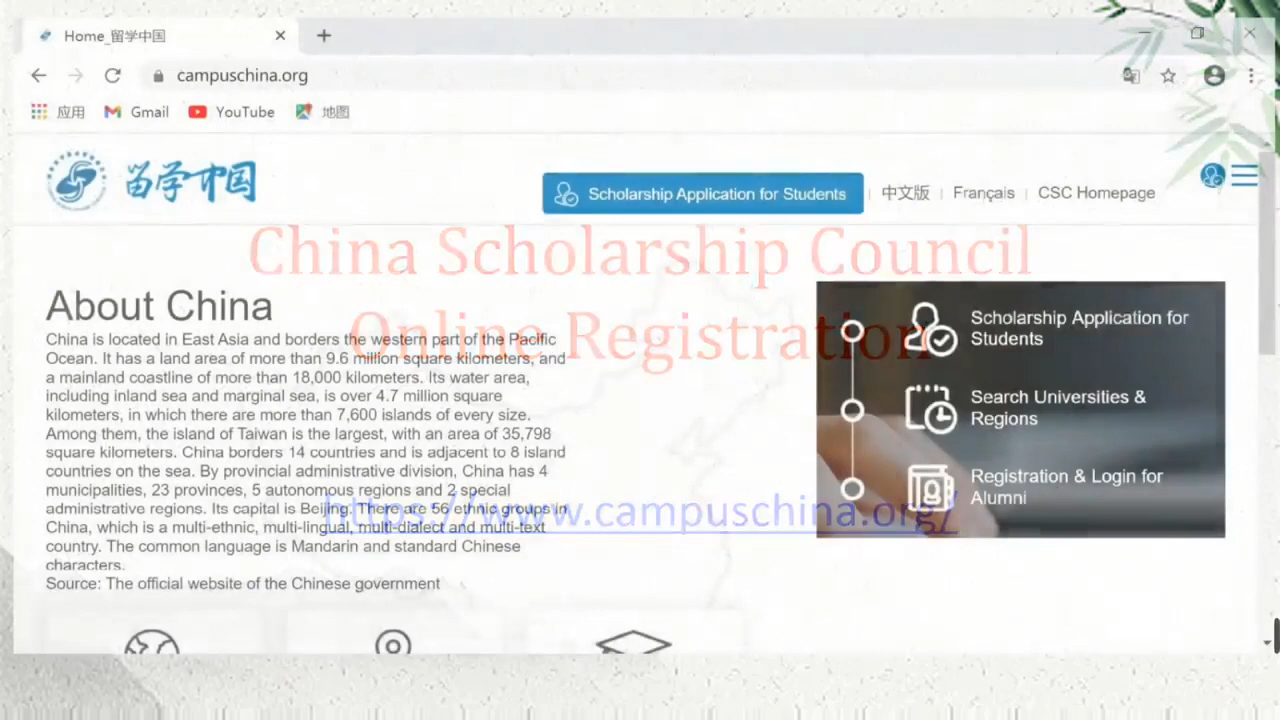 Home_留学中国
campuschina.org
应用 Gmail YouTube 地图
留学中国
Scholarship Application for Students
中文版 Français CSC Homepage
China Scholarship Council
Online Registration
About China
China is located in East Asia and borders the western part of the Pacific
Ocean. It has a land area of more than 9.6 million square kilometers, and
a mainland coastline of more than 18,000 kilometers. Its water area,
including inland sea and marginal sea, is over 4.7 million square
kilometers, in which there are more than 7,600 islands of every size.
Among them, the island of Taiwan is the largest, with an area of 35,798
square kilometers. China borders 14 countries and is adjacent to 8 island
countries on the sea. By provincial administrative division, China has 4
municipalities, 23 provinces, 5 autonomous regions and 2 special
administrative regions. Its capital is Beijing. There are 56 ethnic groups in
China, which is a multi-ethnic, multi-lingual, multi-dialect and multi-text
country. The common language is Mandarin and standard Chinese
characters.
Source: The official website of the Chinese government
https://www.campuschina.org/
Scholarship Application for
Students
Search Universities &
Regions
Registration & Login for
Alumni